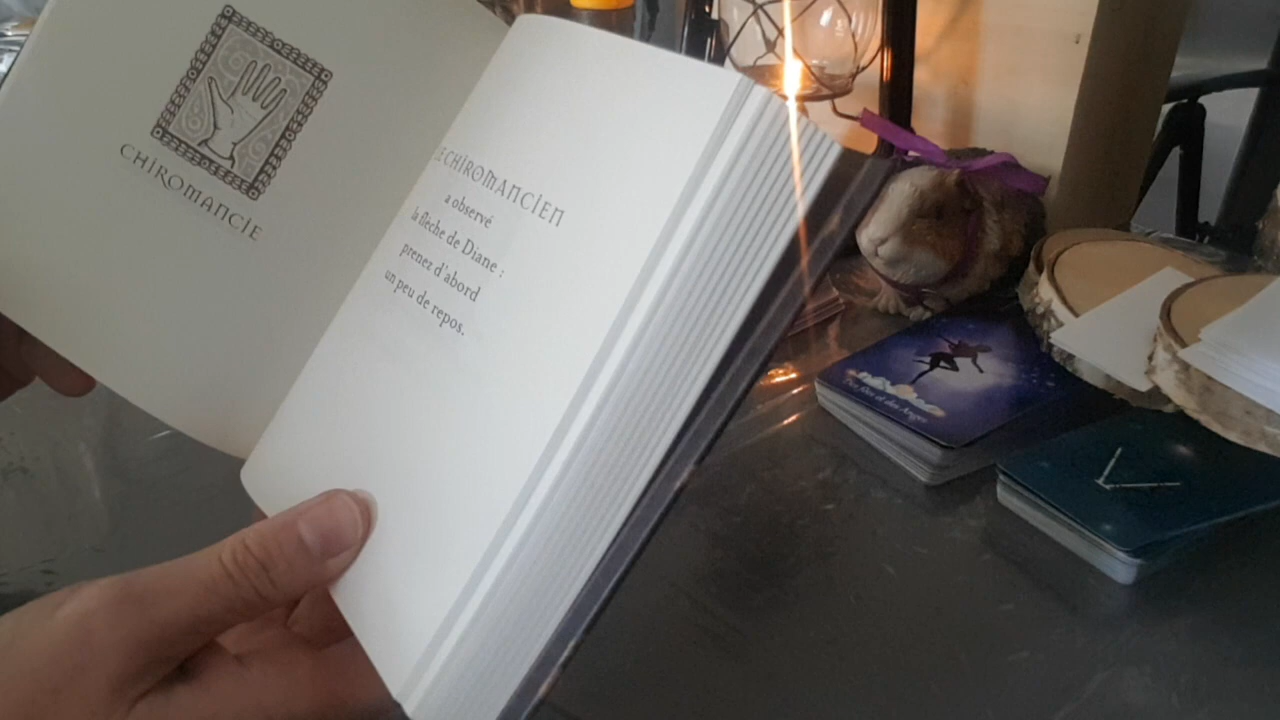 CHIROMANCIE
LE CHIROMANCIEN
a observé
la flèche de Diane :
prenez d'abord
un peu de repos.